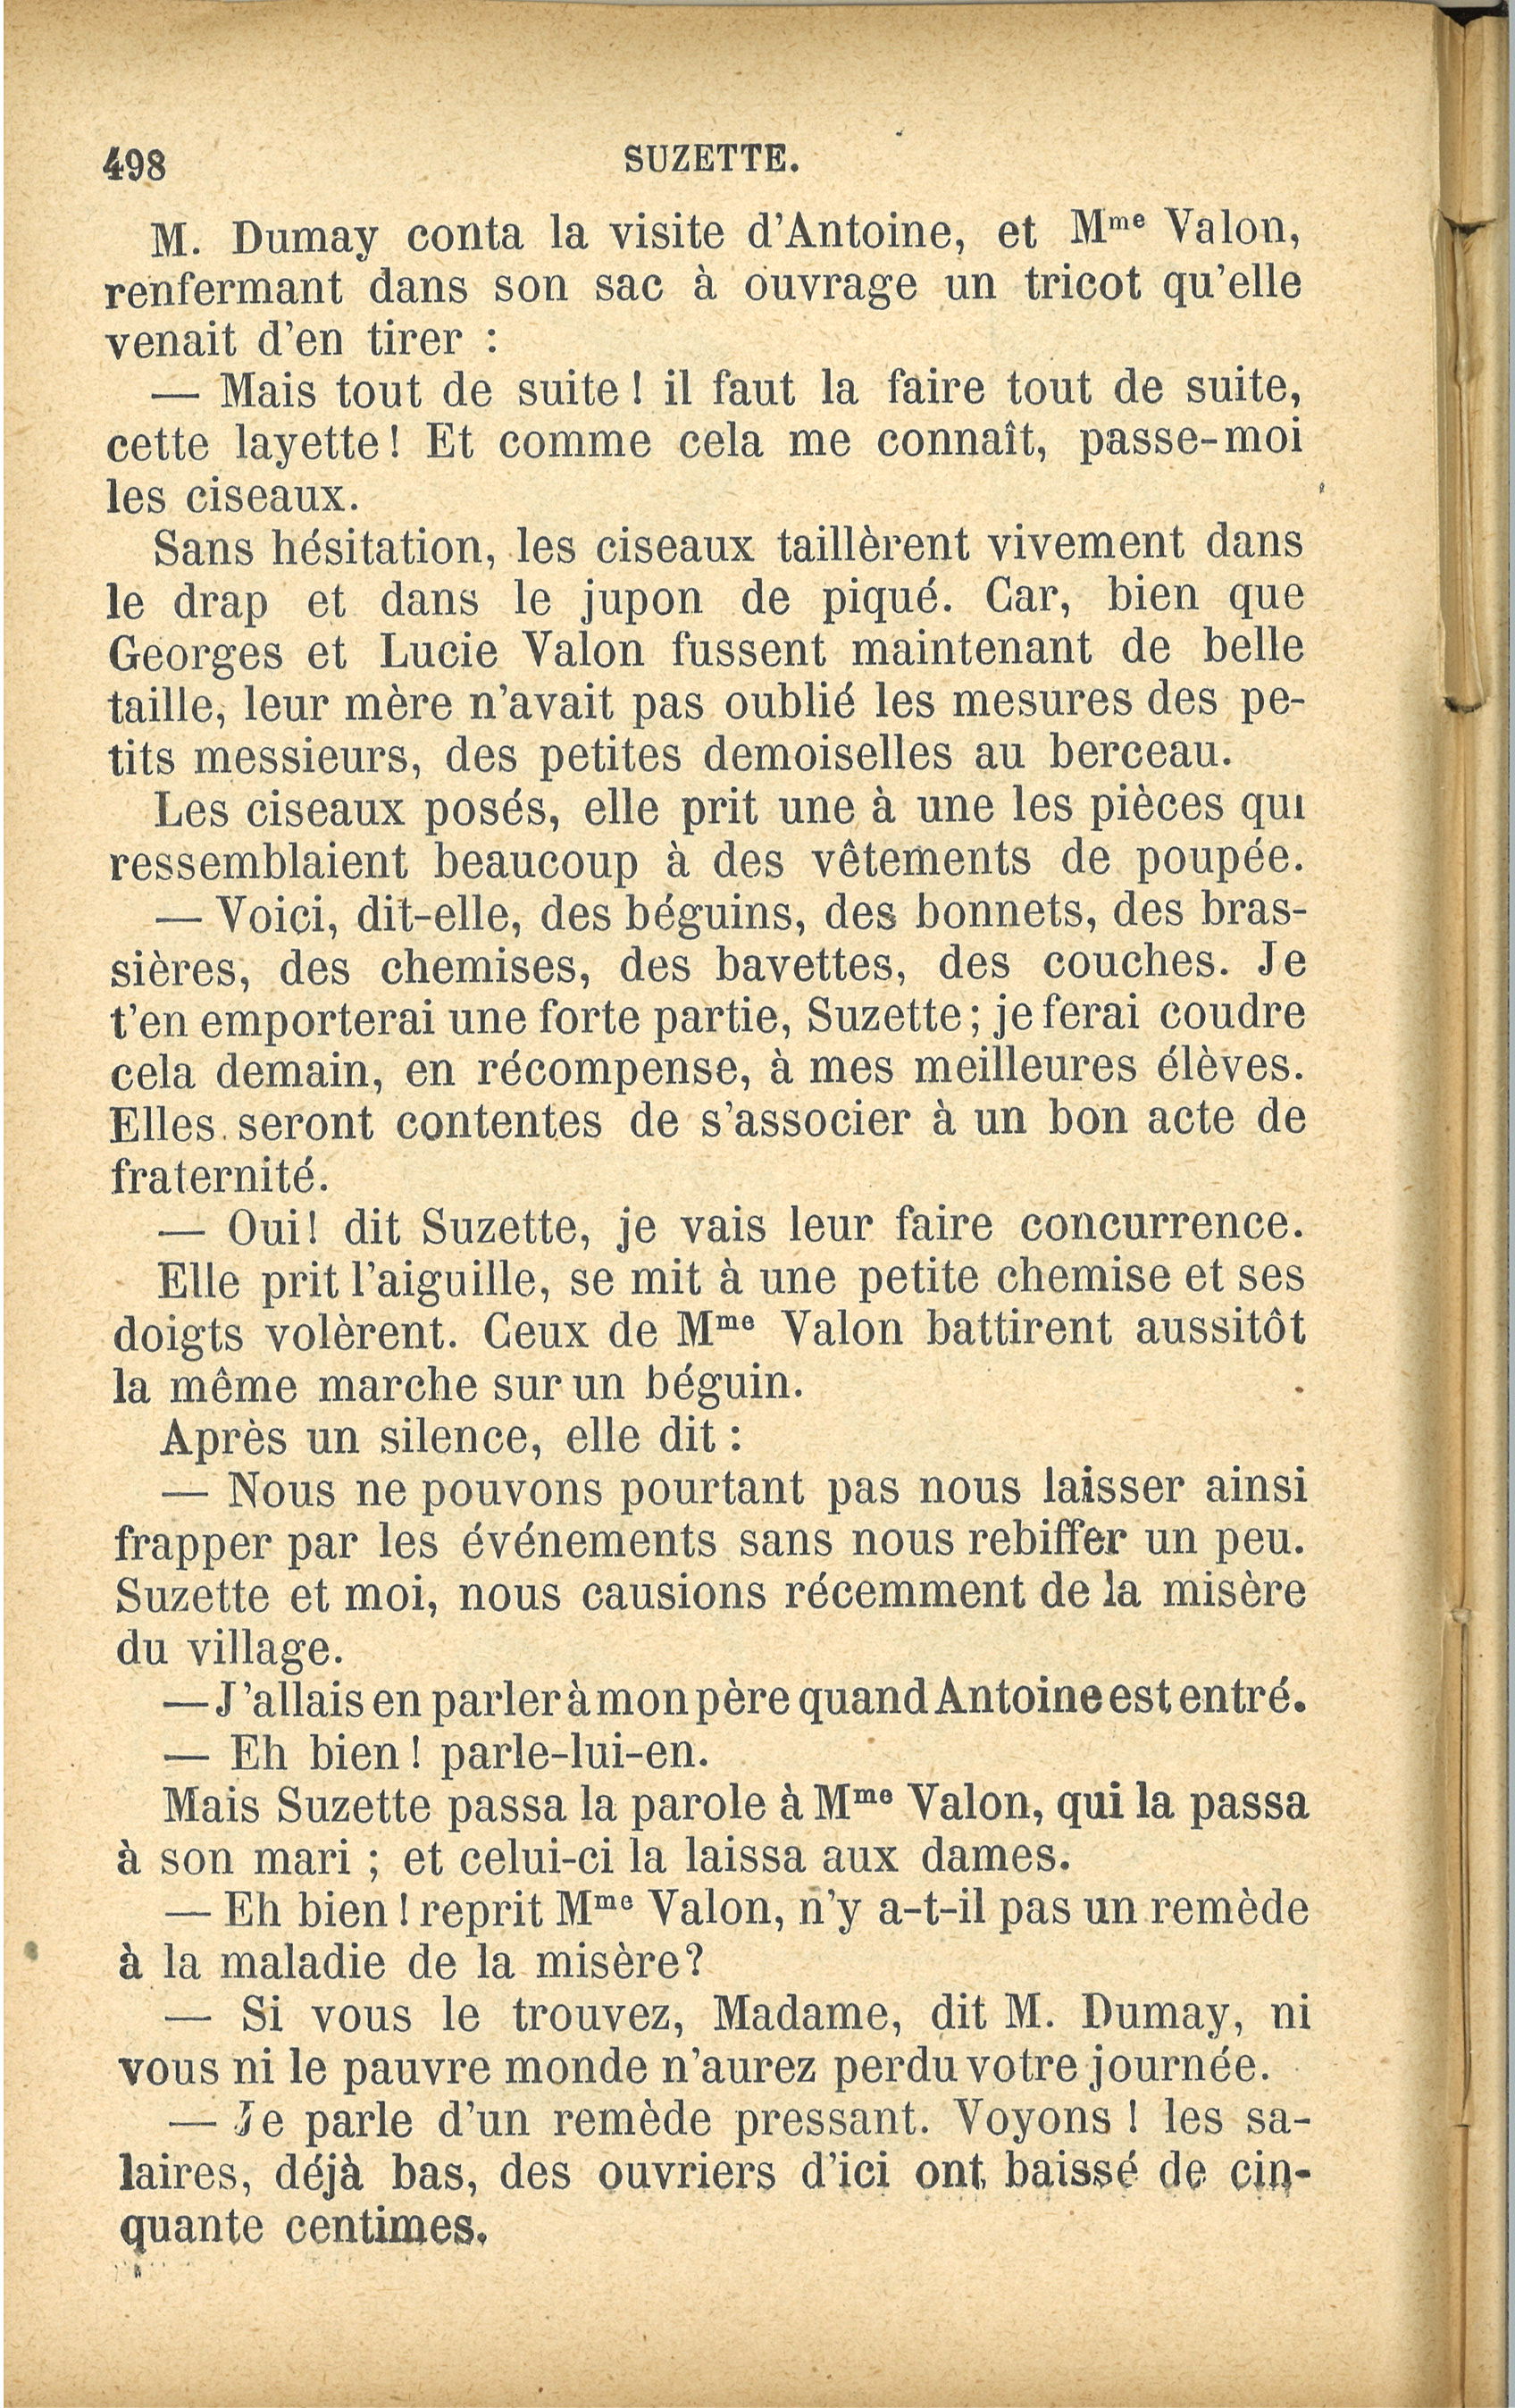 498 SUZETTE.
M. Dumay conta la visite d'Antoine, et Mme Valon,
renfermant dans son sac à ouvrage un tricot qu'elle
venait d'en tirer :
— Mais tout de suite ! il faut la faire tout de suite,
cette layette ! Et comme cela me connaît, passe-moi
les ciseaux.
Sans hésitation, les ciseaux taillèrent vivement dans
le drap et dans le jupon de piqué. Car, bien que
Georges et Lucie Valon fussent maintenant de belle
taille, leur mère n'avait pas oublié les mesures des pe-
tits messieurs, des petites demoiselles au berceau.
Les ciseaux posés, elle prit une à une les pièces qui
ressemblaient beaucoup à des vêtements de poupée.
— Voici, dit-elle, des béguins, des bonnets, des bras-
sières, des chemises, des bavettes, des couches. Je
t'en emporterai une forte partie, Suzette ; je ferai coudre
cela demain, en récompense, à mes meilleures élèves.
Elles seront contentes de s'associer à un bon acte de
fraternité.
— Oui ! dit Suzette, je vais leur faire concurrence.
Elle prit l'aiguille, se mit à une petite chemise et ses
doigts volèrent. Ceux de Mme Valon battirent aussitôt
la même marche sur un béguin.
Après un silence, elle dit :
— Nous ne pouvons pourtant pas nous laisser ainsi
frapper par les événements sans nous rebiffer un peu.
Suzette et moi, nous causions récemment de la misère
du village.
— J'allais en parler à mon père quand Antoine est entré.
— Eh bien ! parle-lui-en.
Mais Suzette passa la parole à Mme Valon, qui la passa
à son mari ; et celui-ci la laissa aux dames.
— Eh bien ! reprit Mme Valon, n'y a-t-il pas un remède
à la maladie de la misère ?
— Si vous le trouvez, Madame, dit M. Dumay, ni
vous ni le pauvre monde n'aurez perdu votre journée.
— Je parle d'un remède pressant. Voyons ! les sa-
laires, déjà bas, des ouvriers d'ici ont baissé de cin-
quante centimes.